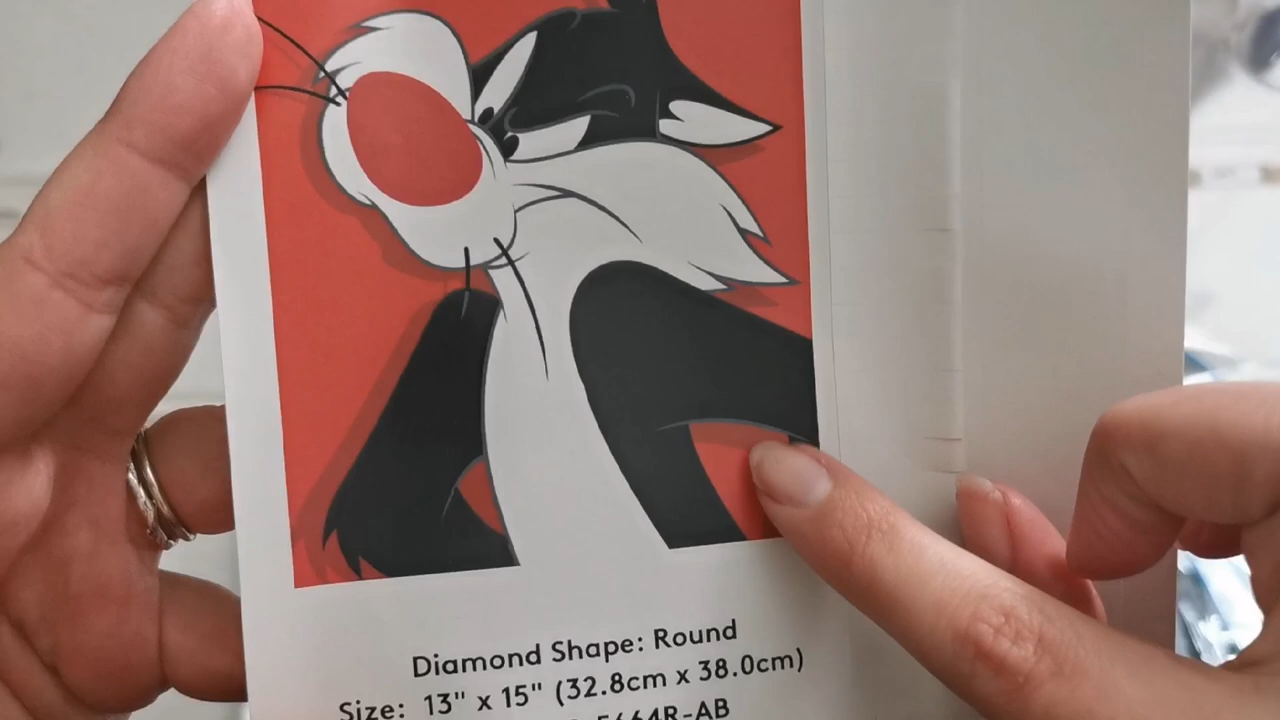 Diamond Shape: Round
Size: 13" x 15" (32.8cm x 38.0cm)